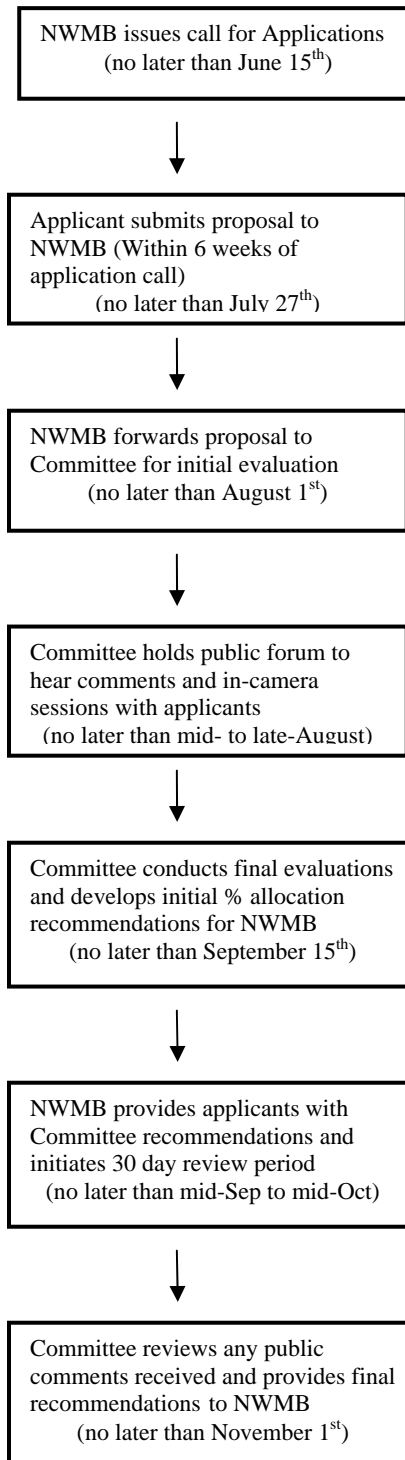 NWMB issues call for Applications
(no later than June 15th)
Applicant submits proposal to
NWMB (Within 6 weeks of
application call)
(no later than July 27th)
NWMB forwards proposal to
Committee for initial evaluation
(no later than August 1st)
Committee holds public forum to
hear comments and in-camera
sessions with applicants
(no later than mid- to late-August)
Committee conducts final evaluations
and develops initial % allocation
recommendations for NWMB
(no later than September 15th)
NWMB provides applicants with
Committee recommendations and
initiates 30 day review period
(no later than mid-Sep to mid-Oct)
Committee reviews any public
comments received and provides final
recommendations to NWMB
(no later than November 1st)